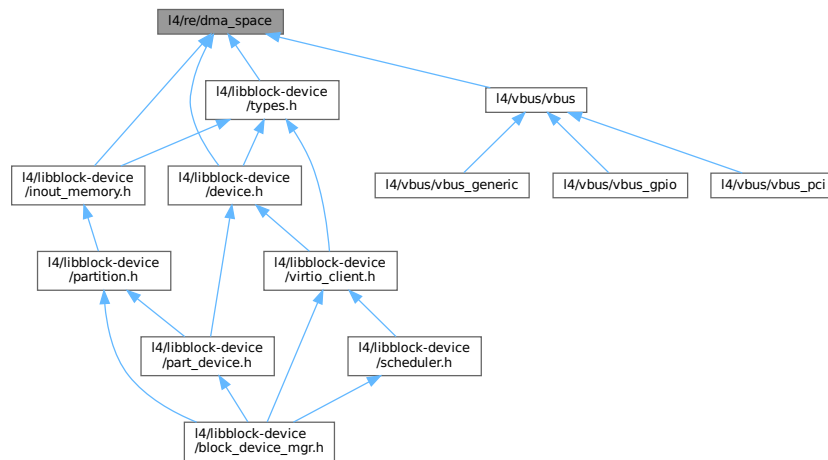 l4/re/dma_space
l4/libblock-device
/types.h
l4/vbus/vbus
l4/libblock-device
/inout_memory.h
l4/libblock-device
/device.h
l4/vbus/vbus_generic
l4/vbus/vbus_gpio
l4/vbus/vbus_pci
l4/libblock-device
/partition.h
l4/libblock-device
/virtio_client.h
l4/libblock-device
/part_device.h
l4/libblock-device
/scheduler.h
l4/libblock-device
/block_device_mgr.h